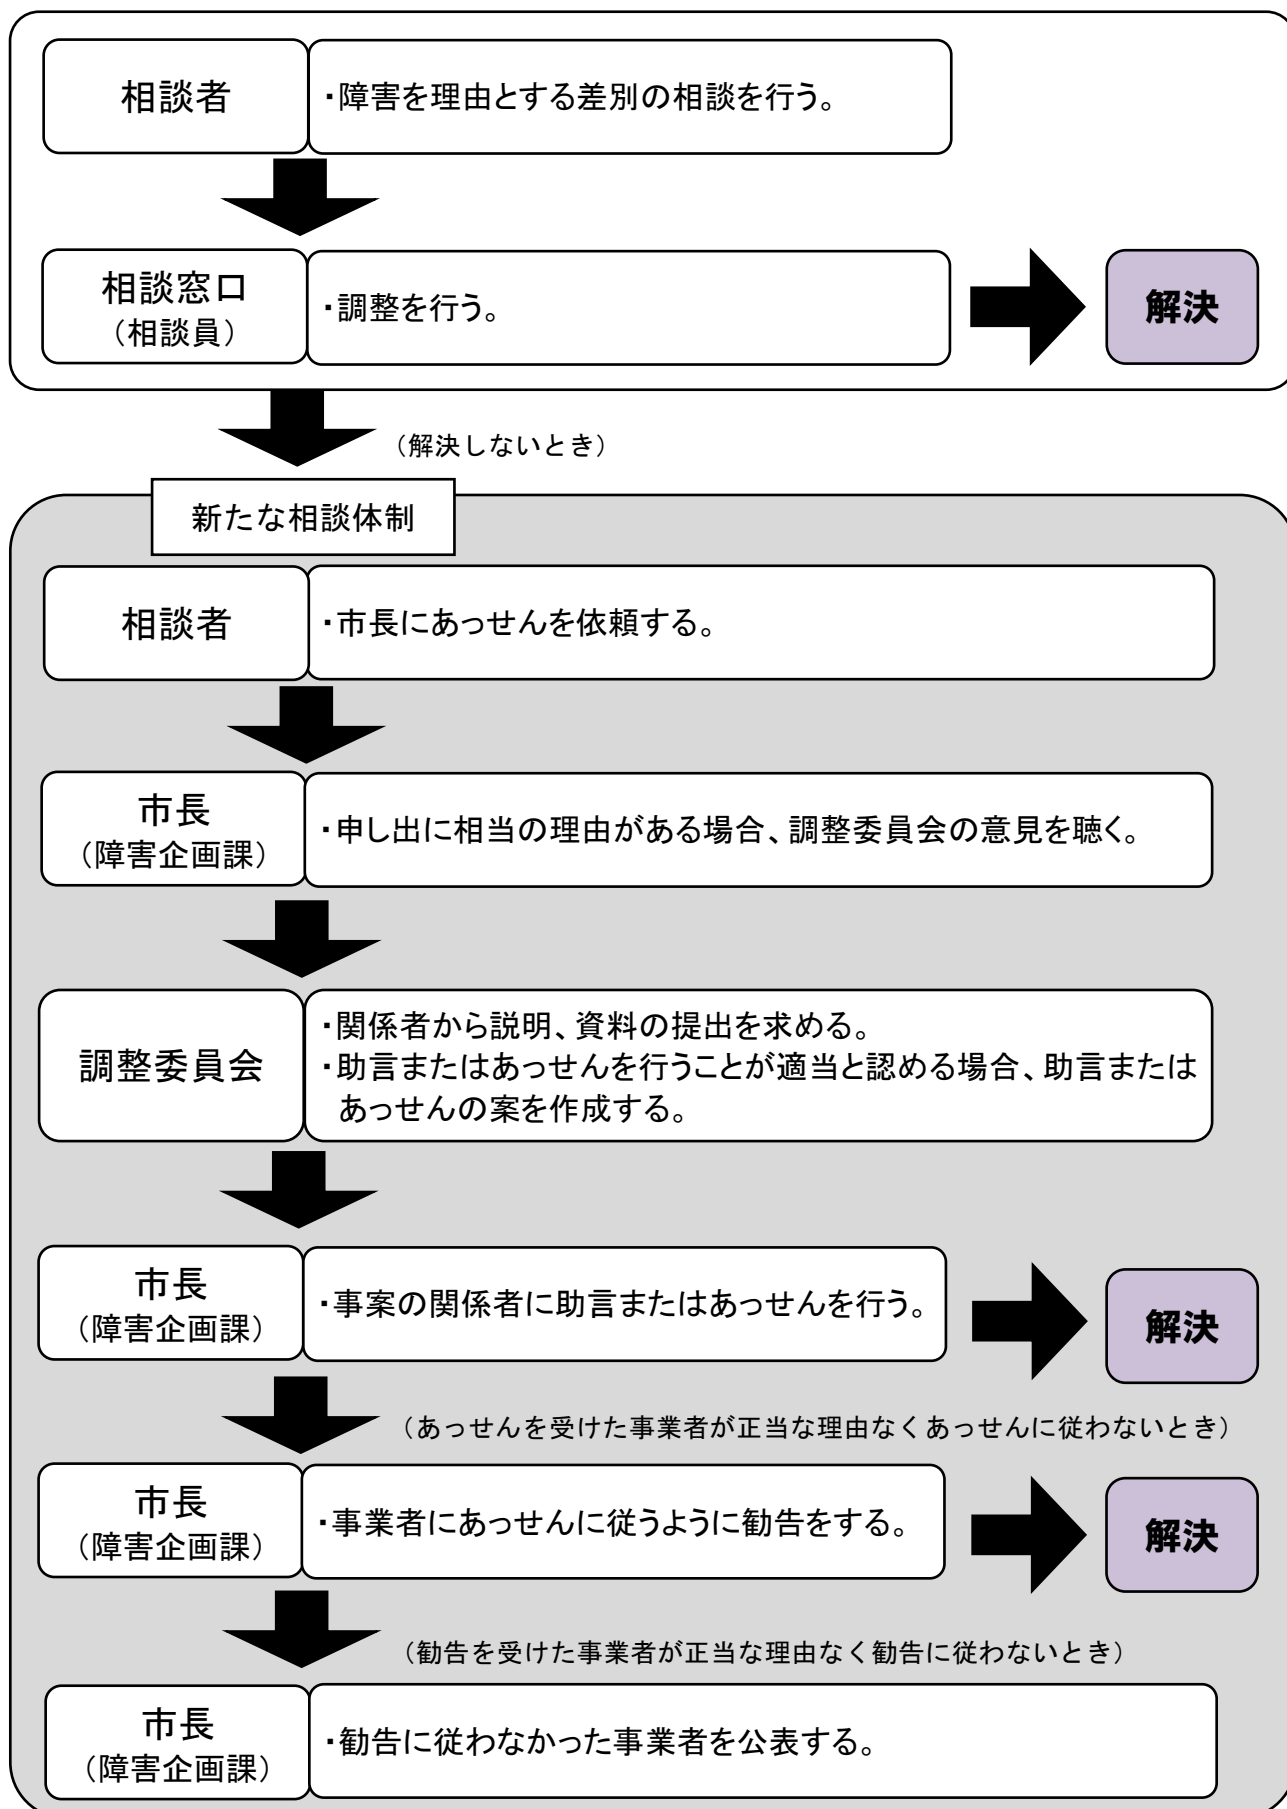 相談者
・障害を理由とする差別の相談を行う。
相談窓口
（相談員）
・調整を行う。
解決
（解決しないとき）
新たな相談体制
相談者
・市長にあっせんを依頼する。
市長
（障害企画課）
・申し出に相当の理由がある場合、調整委員会の意見を聴く。
調整委員会
・関係者から説明、資料の提出を求める。
・助言またはあっせんを行うことが適当と認める場合、助言または
あっせんの案を作成する。
市長
（障害企画課）
・事案の関係者に助言またはあっせんを行う。
解決
（あっせんを受けた事業者が正当な理由なくあっせんに従わないとき）
市長
（障害企画課）
・事業者にあっせんに従うように勧告をする。
解決
（勧告を受けた事業者が正当な理由なく勧告に従わないとき）
市長
（障害企画課）
・勧告に従わなかった事業者を公表する。